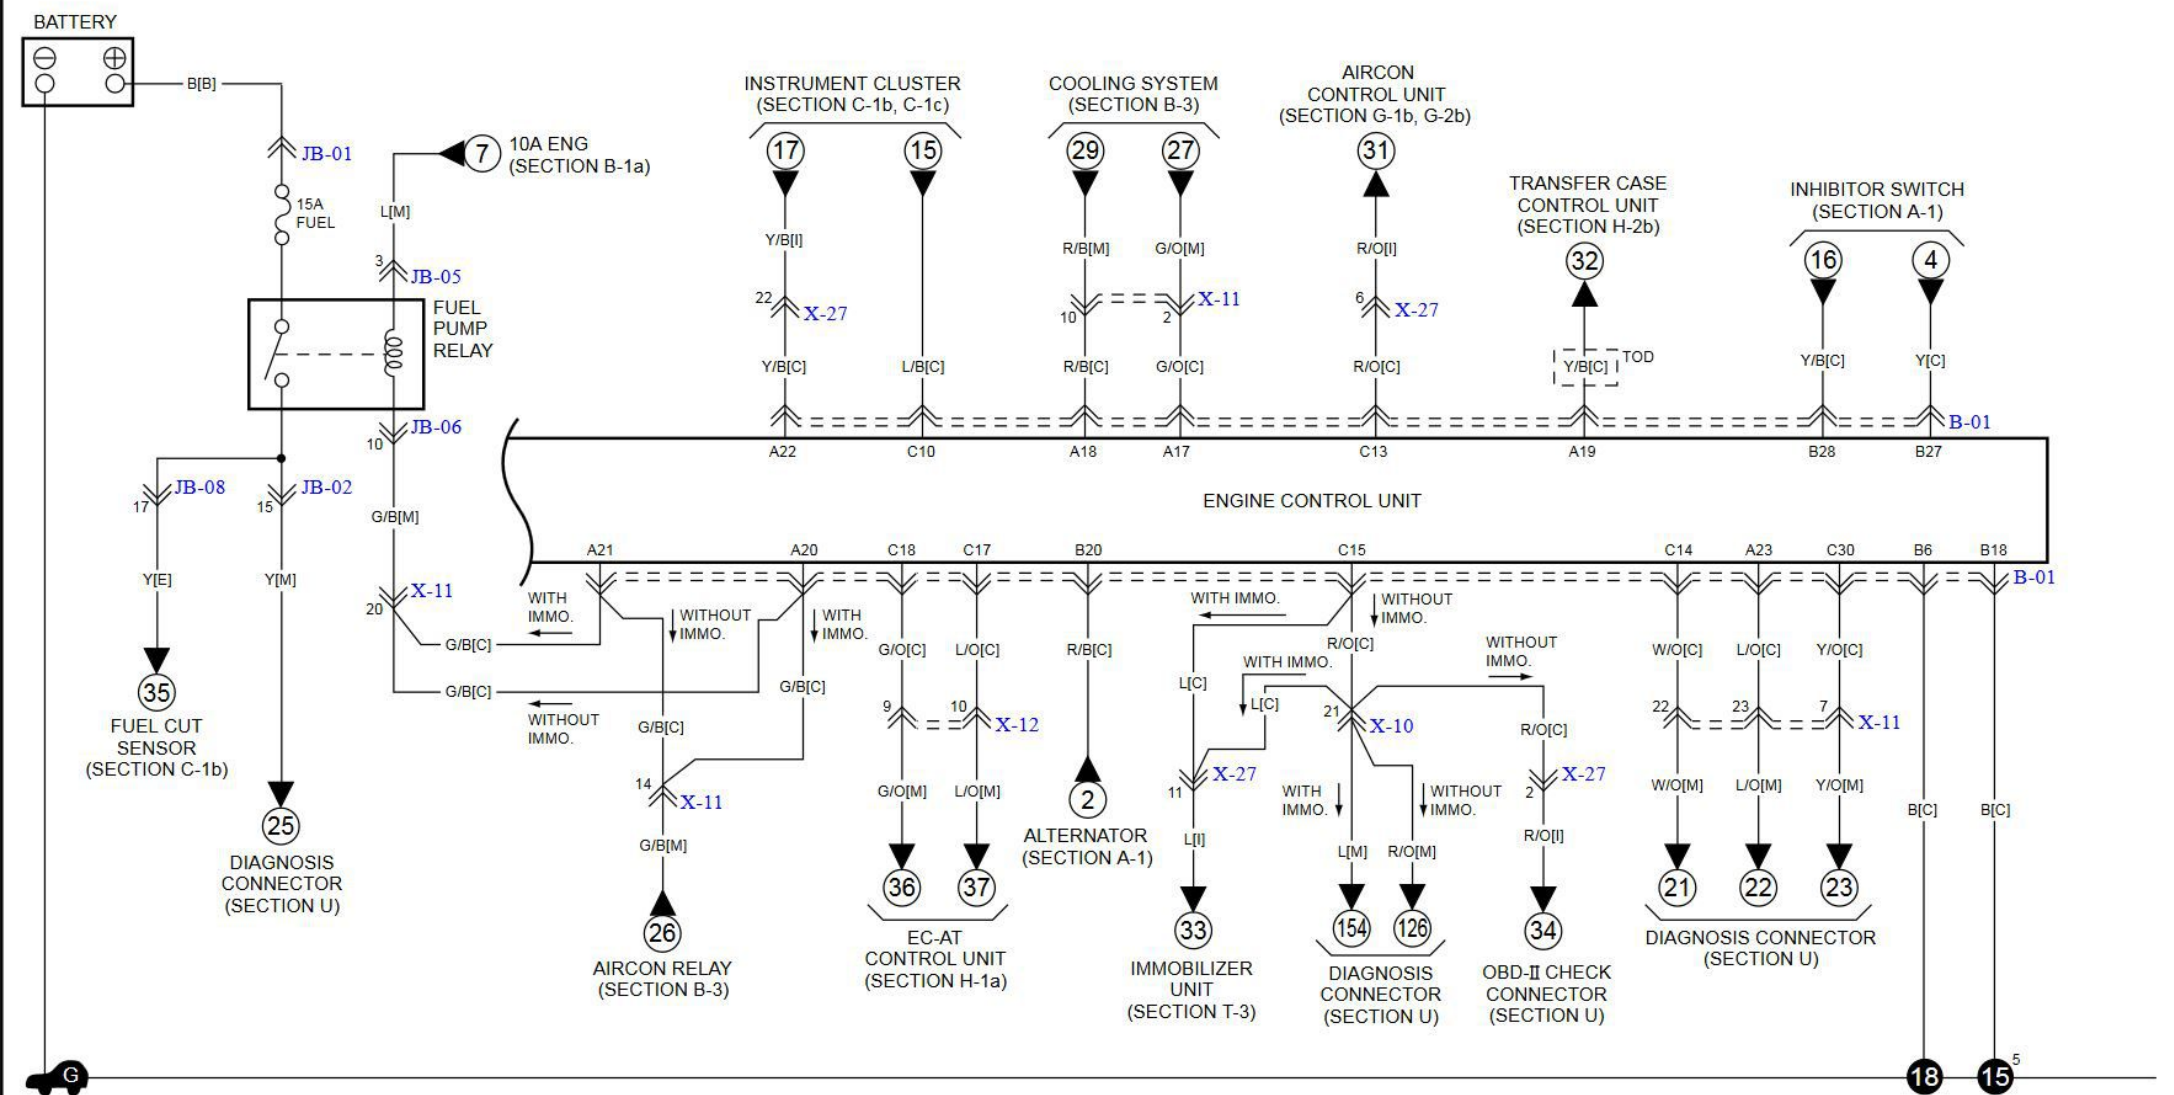 BATTERY
B[B]
JB-01
15A
FUEL
7
10A ENG
(SECTION B-1a)
L[M]
3
JB-05
FUEL
PUMP
RELAY
JB-06
10
JB-08
17
JB-02
15
G/B[M]
Y[E]
Y[M]
X-11
20
35
FUEL CUT
SENSOR
(SECTION C-1b)
25
DIAGNOSIS
CONNECTOR
(SECTION U)
INSTRUMENT CLUSTER
(SECTION C-1b, C-1c)
17
15
Y/B[I]
22
X-27
Y/B[C]
L/B[C]
COOLING SYSTEM
(SECTION B-3)
29
27
R/B[M]
G/O[M]
10
2
X-11
R/B[C]
G/O[C]
AIRCON
CONTROL UNIT
(SECTION G-1b, G-2b)
31
R/O[I]
6
X-27
R/O[C]
TRANSFER CASE
CONTROL UNIT
(SECTION H-2b)
32
Y/B[C]
TOD
INHIBITOR SWITCH
(SECTION A-1)
16
4
Y/B[C]
Y[C]
B-01
A22
C10
A18
A17
C13
A19
B28
B27
ENGINE CONTROL UNIT
A21
A20
C18
C17
B20
C15
C14
A23
C30
B6
B18
B-01
WITH
IMMO.
WITHOUT
IMMO.
WITH
IMMO.
G/B[C]
G/B[C]
WITHOUT
IMMO.
G/B[C]
G/B[C]
14
X-11
G/B[M]
26
AIRCON RELAY
(SECTION B-3)
G/O[C]
L/O[C]
9
10
X-12
G/O[M]
L/O[M]
36
37
EC-AT
CONTROL UNIT
(SECTION H-1a)
R/B[C]
2
ALTERNATOR
(SECTION A-1)
WITH IMMO.
WITHOUT
IMMO.
R/O[C]
WITH IMMO.
WITHOUT
IMMO.
L[C]
L[C]
21
X-10
R/O[C]
X-27
11
X-27
2
WITH
IMMO.
WITHOUT
IMMO.
L[I]
L[M]
R/O[M]
R/O[I]
33
IMMOBILIZER
UNIT
(SECTION T-3)
154
126
DIAGNOSIS
CONNECTOR
(SECTION U)
34
OBD-II CHECK
CONNECTOR
(SECTION U)
W/O[C]
L/O[C]
Y/O[C]
22
23
7
X-11
W/O[M]
L/O[M]
Y/O[M]
21
22
23
DIAGNOSIS CONNECTOR
(SECTION U)
B[C]
B[C]
G
18
15
5